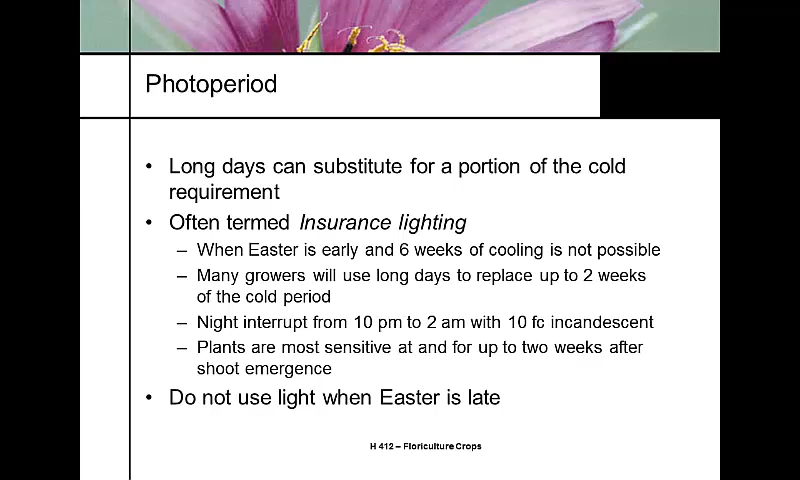 Photoperiod
• Long days can substitute for a portion of the cold
requirement
• Often termed Insurance lighting
– When Easter is early and 6 weeks of cooling is not possible
– Many growers will use long days to replace up to 2 weeks
of the cold period
– Night interrupt from 10 pm to 2 am with 10 fc incandescent
– Plants are most sensitive at and for up to two weeks after
shoot emergence
• Do not use light when Easter is late
H 412 – Floriculture Crops